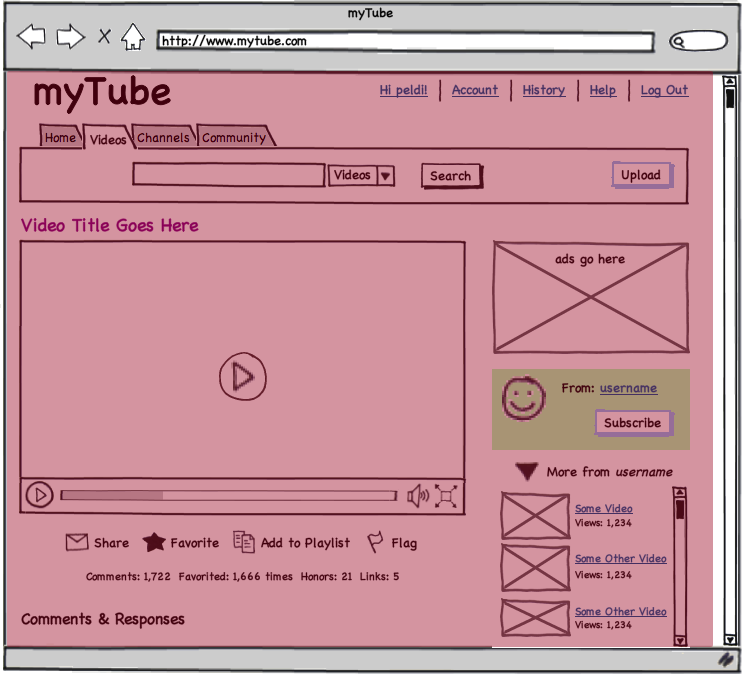 myTube
http://www.mytube.com
myTube
Hi peldi! Account History Help Log Out
Home Videos Channels Community
Videos Search Upload
Video Title Goes Here
ads go here
From: username
Subscribe
More from username
Some Video
Views: 1,234
Some Other Video
Views: 1,234
Some Other Video
Views: 1,234
Share Favorite Add to Playlist Flag
Comments: 1,722 Favorited: 1,666 times Honors: 21 Links: 5
Comments & Responses